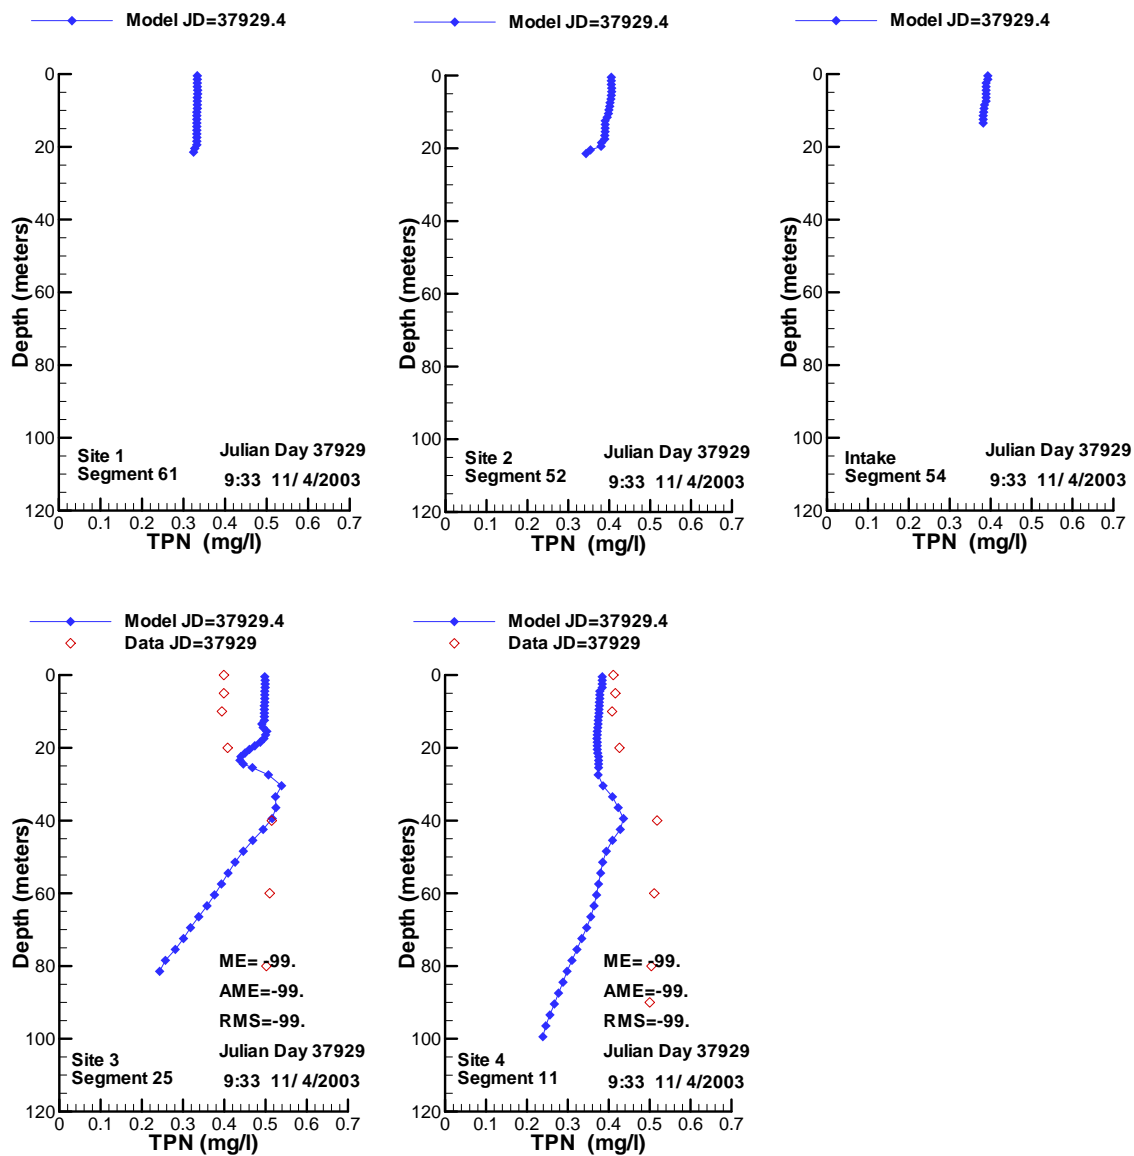 Model JD=37929.4
0
20
40
60
80
100
120
Depth (meters)
Site 1
Segment 61
Julian Day 37929
9:33 11/ 4/2003
0 0.1 0.2 0.3 0.4 0.5 0.6 0.7
TPN (mg/l)
Model JD=37929.4
0
20
40
60
80
100
120
Depth (meters)
Site 2
Segment 52
Julian Day 37929
9:33 11/ 4/2003
0 0.1 0.2 0.3 0.4 0.5 0.6 0.7
TPN (mg/l)
Model JD=37929.4
0
20
40
60
80
100
120
Depth (meters)
Intake
Segment 54
Julian Day 37929
9:33 11/ 4/2003
0 0.1 0.2 0.3 0.4 0.5 0.6 0.7
TPN (mg/l)
Model JD=37929.4
Data JD=37929
0
20
40
60
80
100
120
Depth (meters)
ME= -99.
AME=-99.
RMS=-99.
Site 3
Segment 25
Julian Day 37929
9:33 11/ 4/2003
0 0.1 0.2 0.3 0.4 0.5 0.6 0.7
TPN (mg/l)
Model JD=37929.4
Data JD=37929
0
20
40
60
80
100
120
Depth (meters)
ME= -99.
AME=-99.
RMS=-99.
Site 4
Segment 11
Julian Day 37929
9:33 11/ 4/2003
0 0.1 0.2 0.3 0.4 0.5 0.6 0.7
TPN (mg/l)